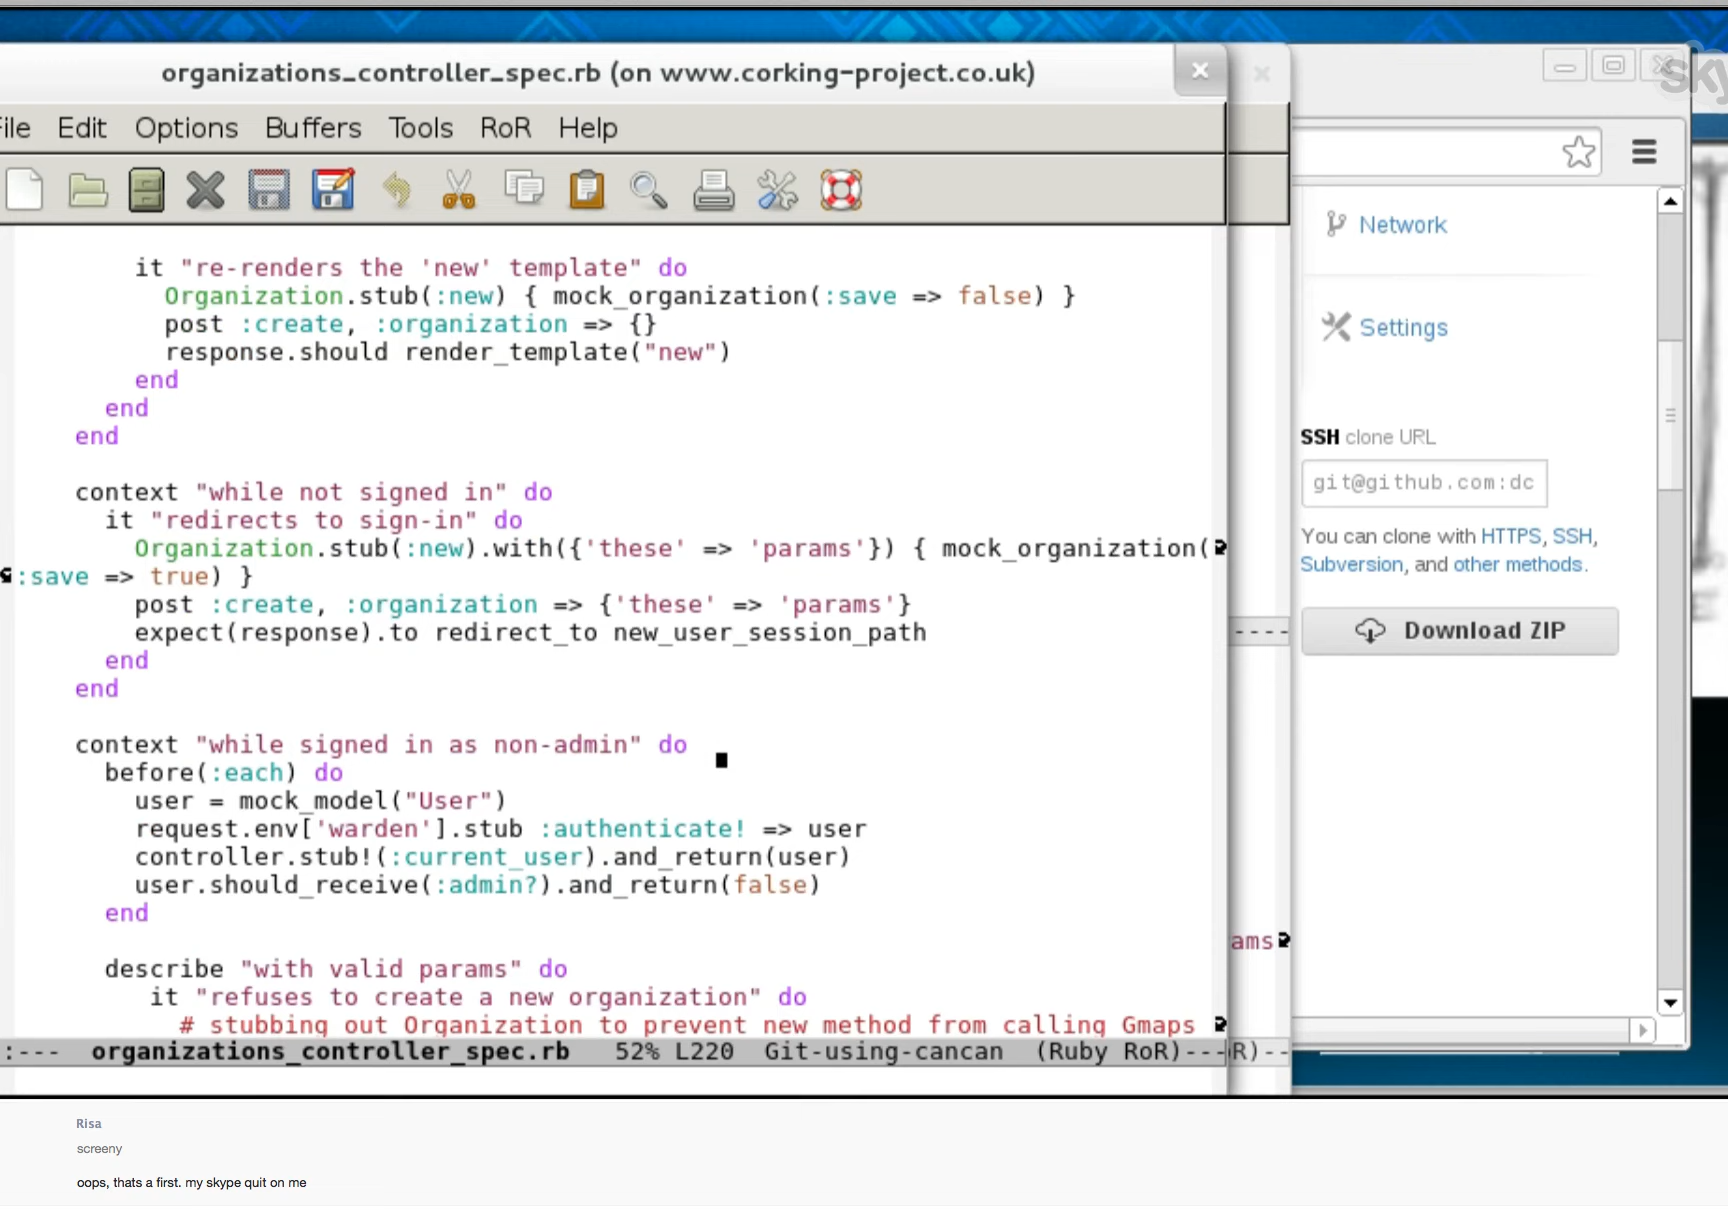 organizations_controller_spec.rb (on www.corking-project.co.uk)
Edit Options Buffers Tools RoR Help
it "re-renders the 'new' template" do
Organization.stub(:new) { mock_organization(:save => false) }
post :create, :organization => {}
response.should render_template("new")
end
end
end
context "while not signed in" do
it "redirects to sign-in" do
Organization.stub(:new).with({'these' => 'params'}) { mock_organization(
:save => true) }
post :create, :organization => {'these' => 'params'}
expect(response).to redirect_to new_user_session_path
end
end
context "while signed in as non-admin" do
before(:each) do
user = mock_model("User")
request.env['warden'].stub :authenticate! => user
controller.stub!(:current_user).and_return(user)
user.should_receive(:admin?).and_return(false)
end
describe "with valid params" do
it "refuses to create a new organization" do
# stubbing out Organization to prevent new method from calling Gmaps
:--- organizations_controller_spec.rb 52% L220 Git-using-cancan (Ruby RoR)---
R)--
----
ams
sky
Network
Settings
SSH clone URL
git@github.com:dc
You can clone with HTTPS, SSH,
Subversion, and other methods.
Download ZIP
Risa
screeny
oops, thats a first. my skype quit on me